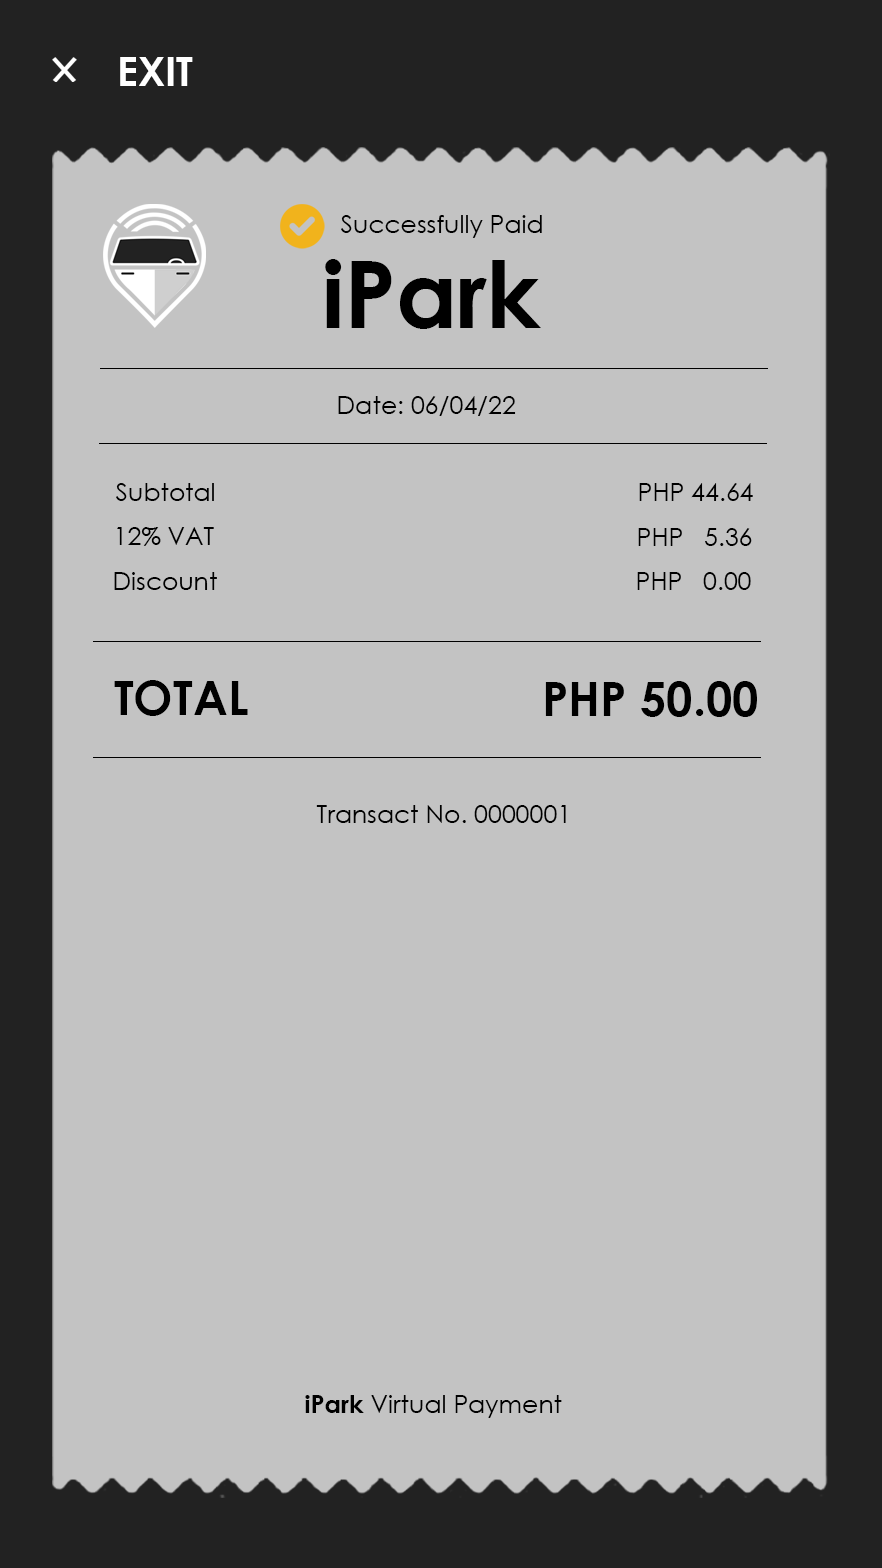 × EXIT
Successfully Paid
iPark
Date: 06/04/22
Subtotal PHP 44.64
12% VAT PHP 5.36
Discount PHP 0.00
TOTAL PHP 50.00
Transact No. 0000001
iPark Virtual Payment